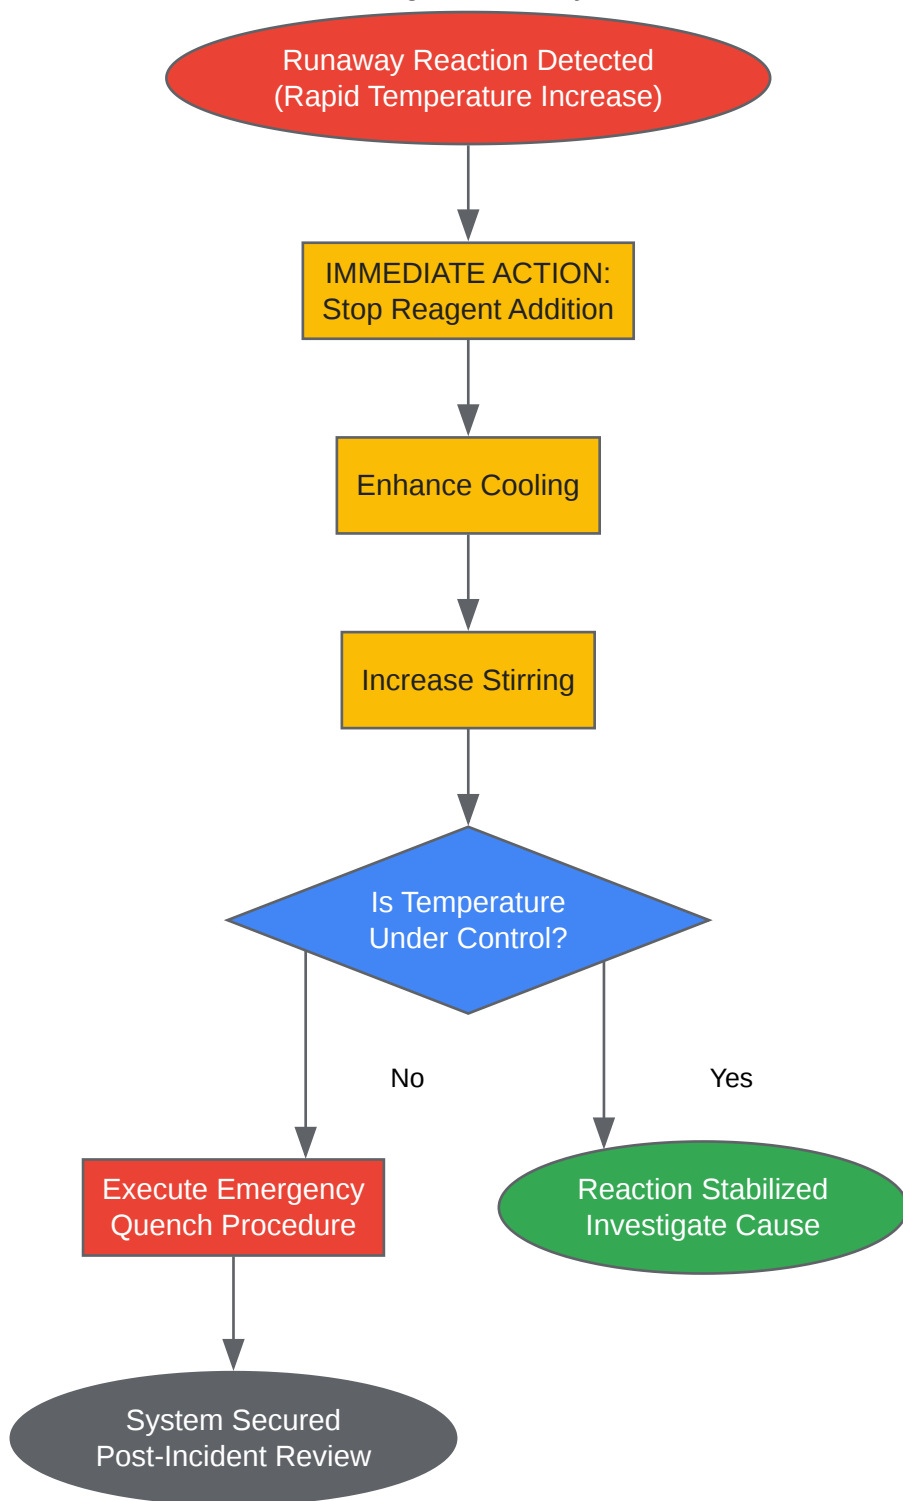 Runaway Reaction Detected
(Rapid Temperature Increase)
IMMEDIATE ACTION:
Stop Reagent Addition
Enhance Cooling
Increase Stirring
Is Temperature
Under Control?
No
Yes
Execute Emergency
Quench Procedure
Reaction Stabilized
Investigate Cause
System Secured
Post-Incident Review